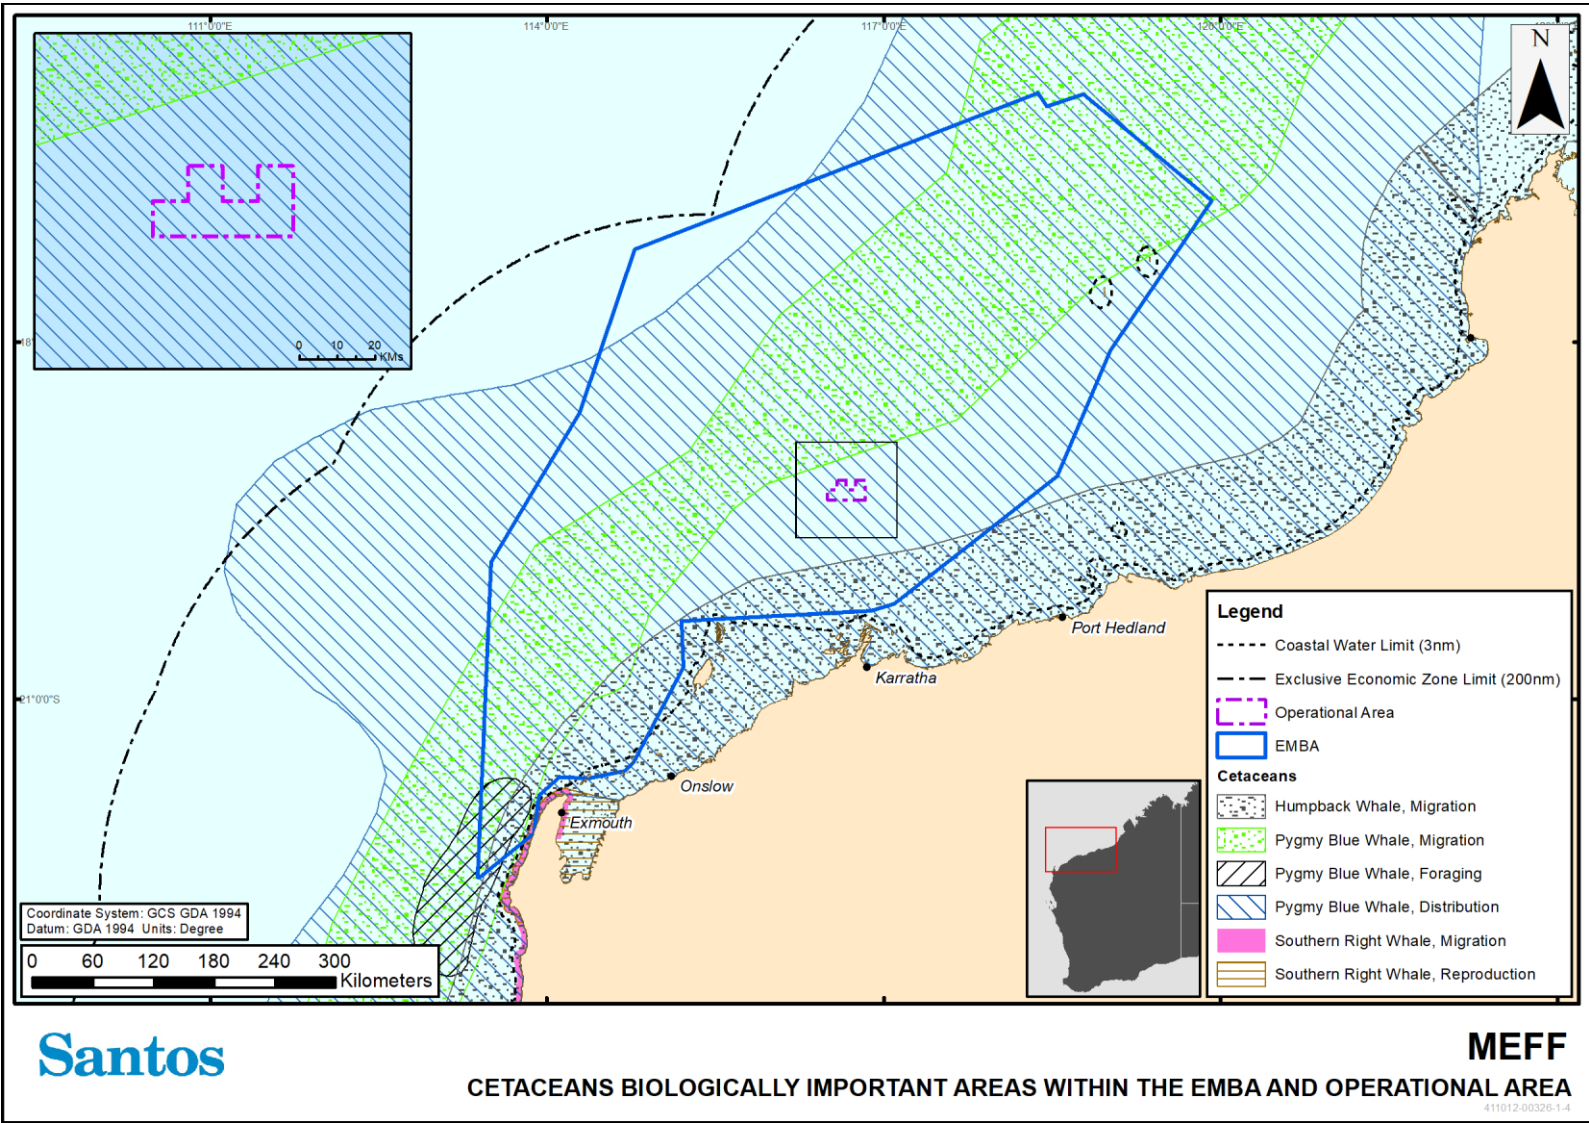 111°0'0"E
114°0'0"E
117°0'0"E
120°0'0"E
N
0 10 20
KMs
21°0'0"S
Port Hedland
Karratha
Onslow
Exmouth
Legend
Coastal Water Limit (3nm)
Exclusive Economic Zone Limit (200nm)
Operational Area
EMBA
Cetaceans
Humpback Whale, Migration
Pygmy Blue Whale, Migration
Pygmy Blue Whale, Foraging
Pygmy Blue Whale, Distribution
Southern Right Whale, Migration
Southern Right Whale, Reproduction
Coordinate System: GCS GDA 1994
Datum: GDA 1994 Units: Degree
0 60 120 180 240 300
Kilometers
Santos
MEFF
CETACEANS BIOLOGICALLY IMPORTANT AREAS WITHIN THE EMBA AND OPERATIONAL AREA
411012-00326-1-4